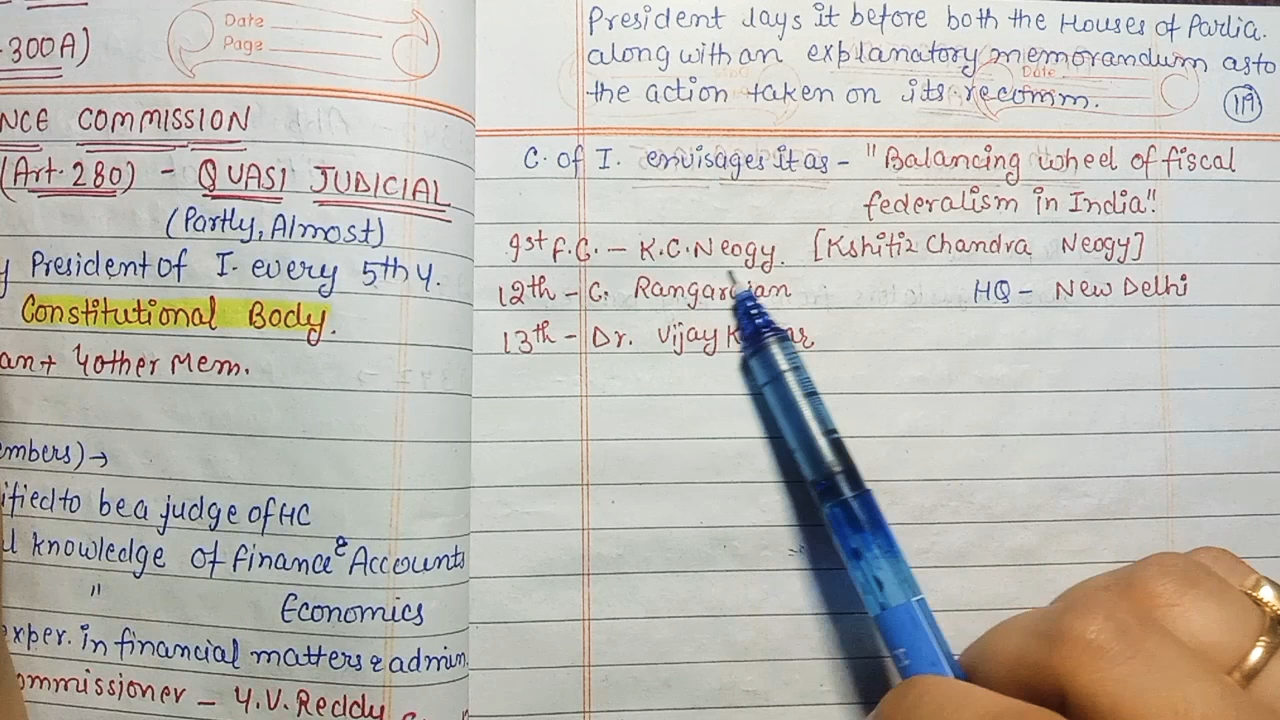 -300A)
Date
Page
NCE COMMISSION
(Art. 280) - QUASI JUDICIAL
(Partly, Almost)
President of I. every 5th Y.
Constitutional Body.
an + 4 other Mem.
embers) →
ified to be a judge of HC
knowledge of finance & Accounts
" Economics
exper. in financial matters & admin.
ommissioner - Y.V. Reddy
President lays it before both the Houses of Parlia.
along with an explanatory memorandum as to
the action taken on its recomm.
Date
119
C. of I. envisages it as - "Balancing wheel of fiscal
federalism in India".
1st F.C. - K.C. Neogy. [Kshitiz Chandra Neogy]
12th - C. HQ - New Delhi
13th - Dr. Vijay